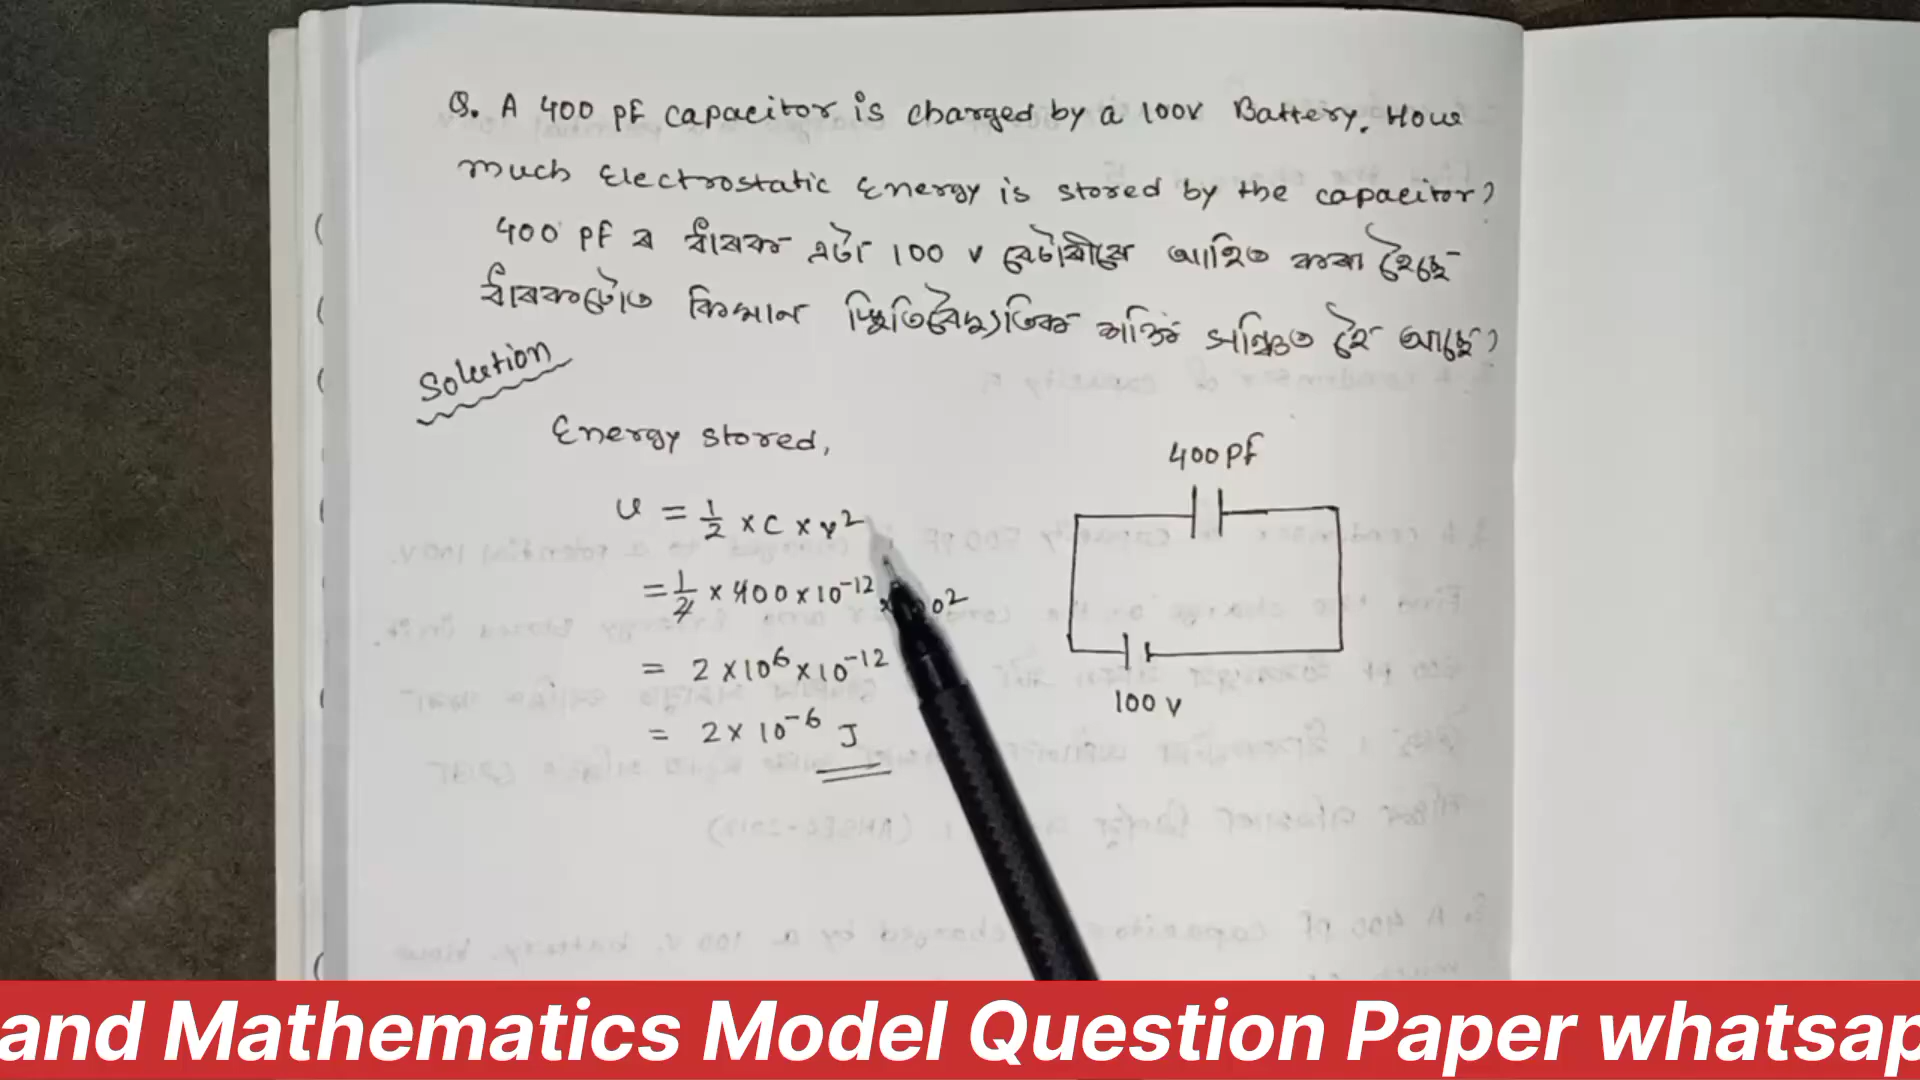 Q. A 400 pF capacitor is charged by a 100V Battery. How
much Electrostatic Energy is stored by the capacitor?
400 pF ৰ ধাৰক এটা 100 V বেটাৰীৰে আহিত কৰা হৈছে
ধাৰকটোত কিমান স্থিতিবৈদ্যুতিক শক্তি সঞ্চিত হৈ আছে?
Solution
Energy stored,
U = 1/2 × C × V²
= 1/2 × 400 × 10⁻¹² × 100²
= 2 × 10⁶ × 10⁻¹²
= 2 × 10⁻⁶ J
400 pF
100 V
and Mathematics Model Question Paper whatsap